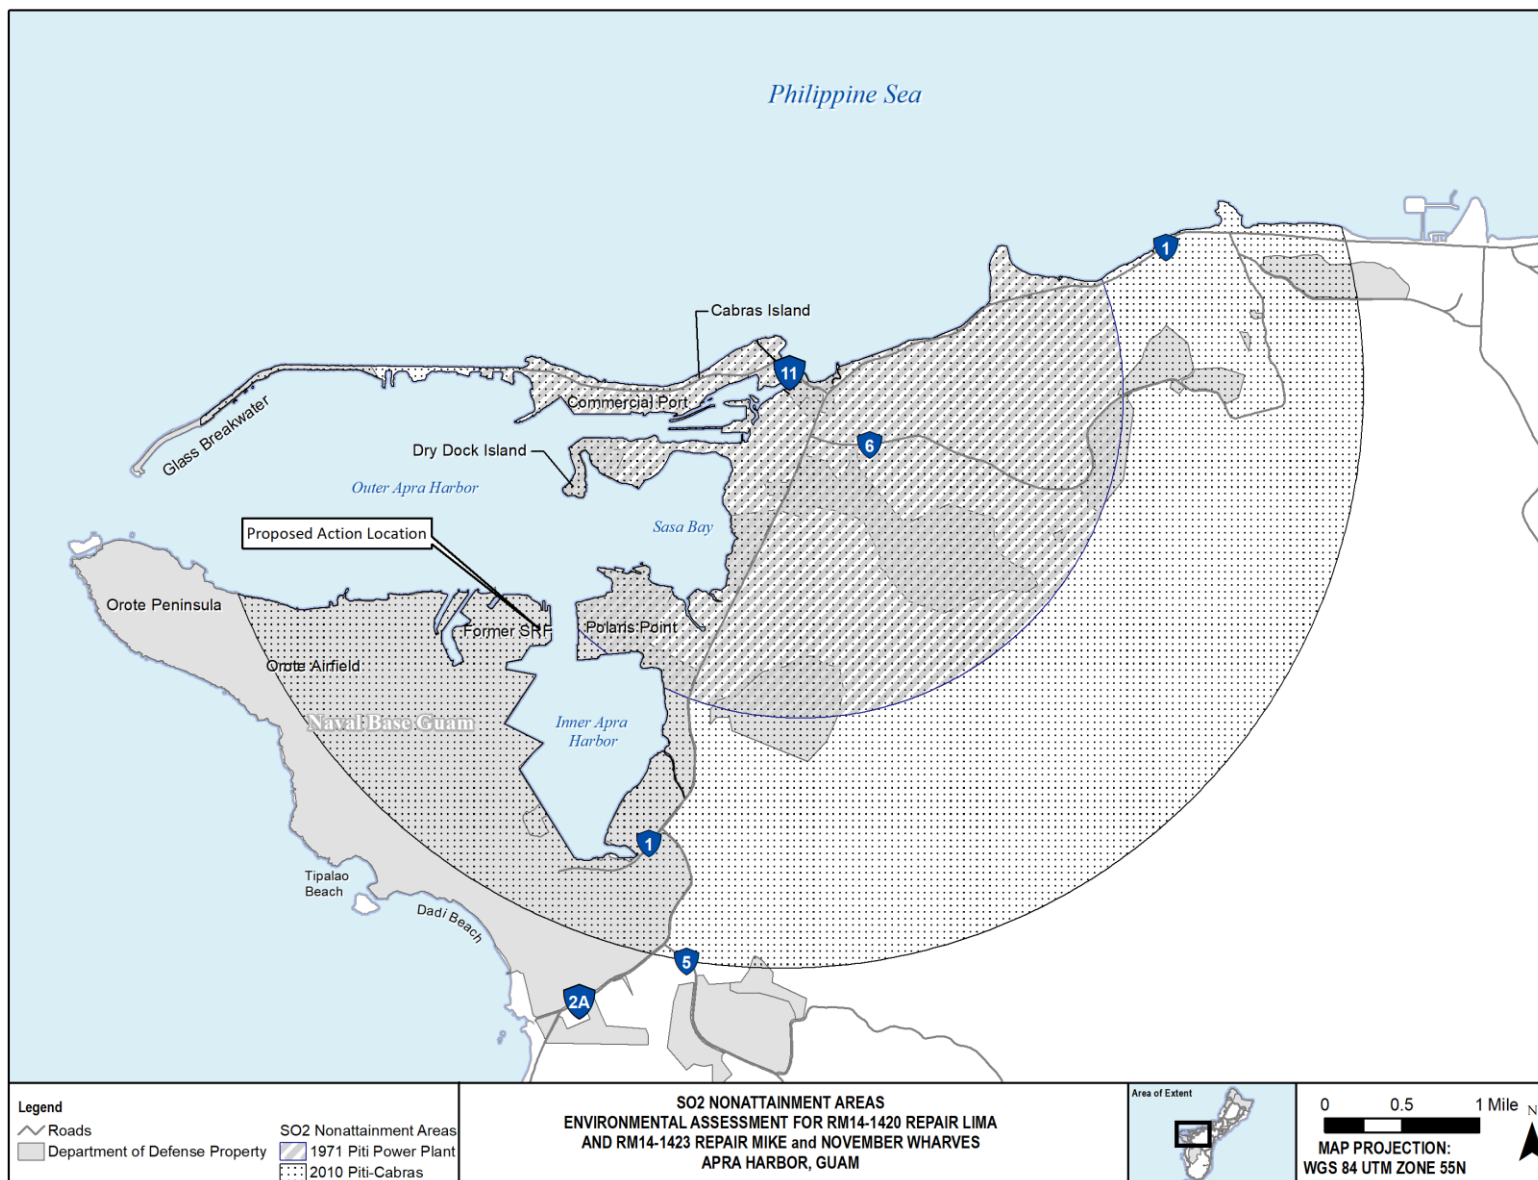 Philippine Sea
1
Cabras Island
11
Commercial Port
Glass Breakwater
6
Dry Dock Island
Outer Apra Harbor
Sasa Bay
Proposed Action Location
Orote Peninsula
Former SRF
Polaris Point
Orote Airfield
Naval Base Guam
Inner Apra
Harbor
1
Tipalao
Beach
Dadi Beach
5
2A
Legend
Roads
Department of Defense Property
SO2 Nonattainment Areas
1971 Piti Power Plant
2010 Piti-Cabras
SO2 NONATTAINMENT AREAS
ENVIRONMENTAL ASSESSMENT FOR RM14-1420 REPAIR LIMA
AND RM14-1423 REPAIR MIKE and NOVEMBER WHARVES
APRA HARBOR, GUAM
Area of Extent
0 0.5 1 Mile
N
MAP PROJECTION:
WGS 84 UTM ZONE 55N